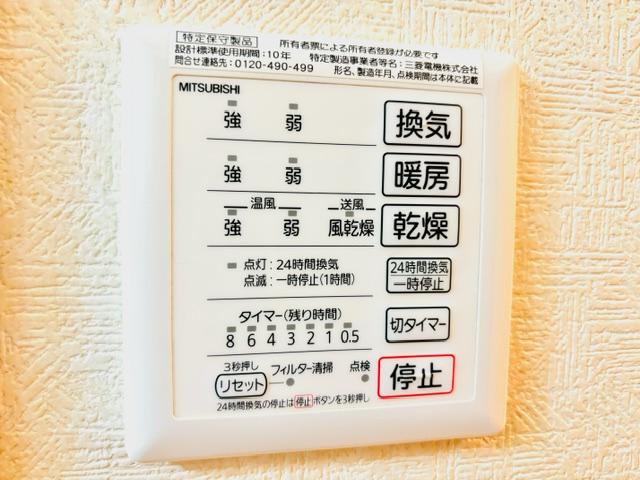 特定保守製品 所有者票による所有者登録が必要です
設計標準使用期間:10年 特定製造事業者等名:三菱電機株式会社
問合せ連絡先:0120-490-499 形名、製造年月、点検期間は本体に記載
MITSUBISHI
強 弱 換気
強 弱 暖房
温風 送風
強 弱 風乾燥 乾燥
点灯:24時間換気
点滅:一時停止(1時間)
24時間換気
一時停止
タイマー(残り時間)
8 6 4 3 2 1 0.5
切タイマー
3秒押し
リセット フィルター清掃 点検
停止
24時間換気の停止は停止ボタンを3秒押し